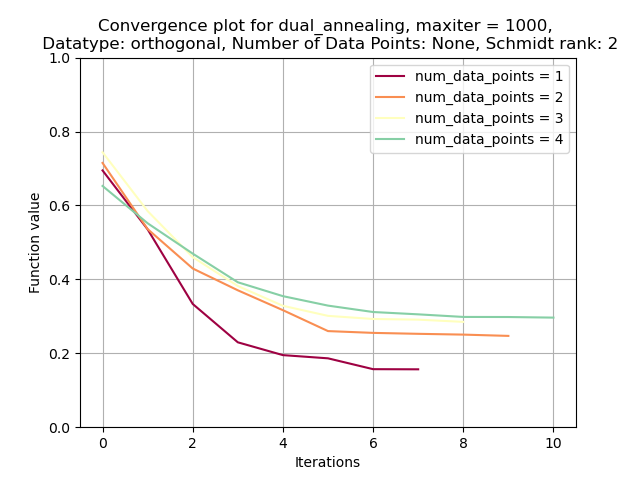 Convergence plot for dual_annealing, maxiter = 1000,
Datatype: orthogonal, Number of Data Points: None, Schmidt rank: 2
1.0
0.8
0.6
0.4
0.2
0.0
Function value
num_data_points = 1
num_data_points = 2
num_data_points = 3
num_data_points = 4
0 2 4 6 8 10
Iterations